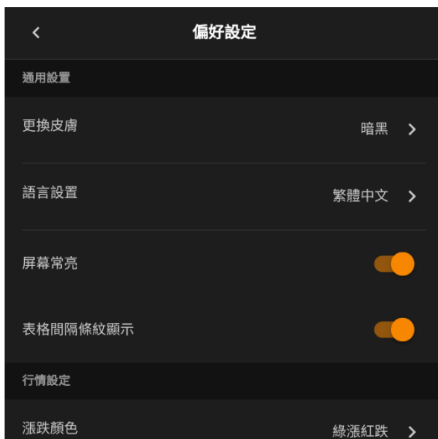 偏好設定
通用設置
更換皮膚 暗黑
語言設置 繁體中文
屏幕常亮
表格間隔條紋顯示
行情設定
漲跌顏色 綠漲紅跌